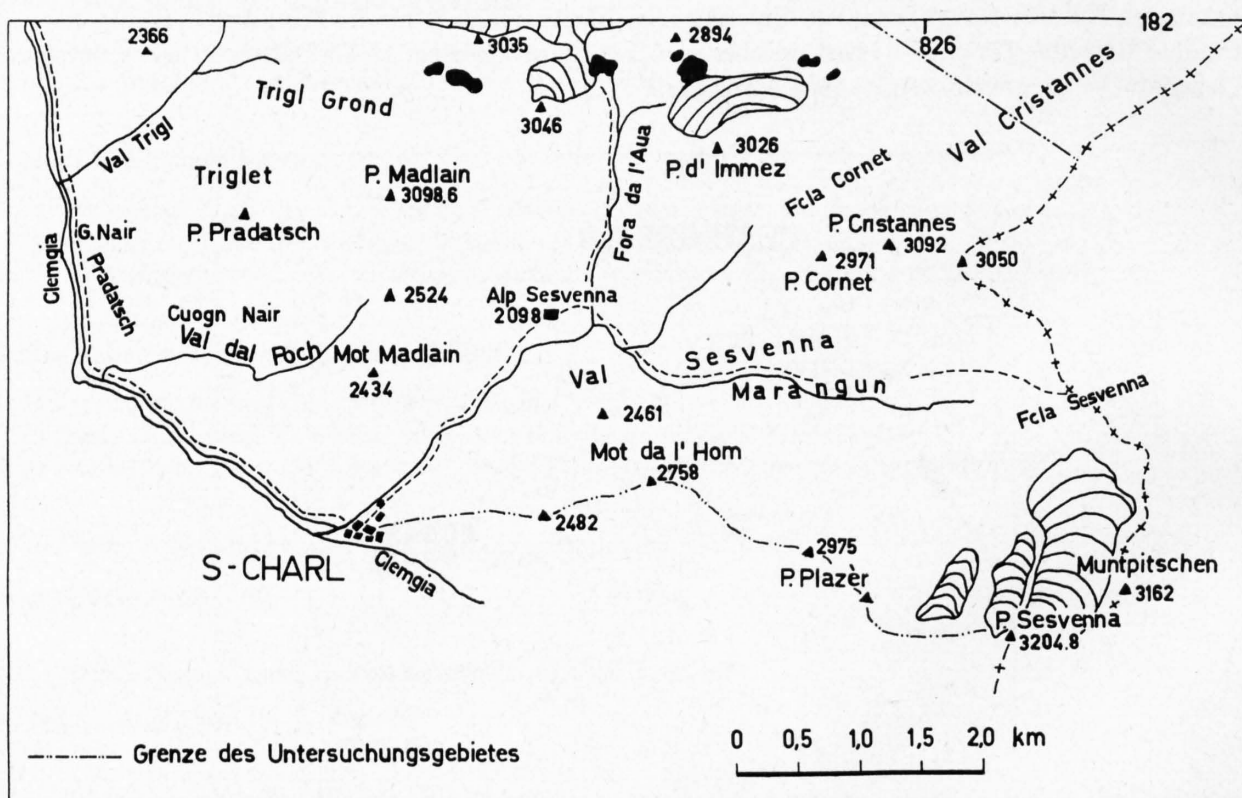 182
826
2366
3035
2894
Trigl Grond
3046
Val Trigl
Fora da l'Aua
3026
P. d' Immez
Val Cristannes
Fcla Cornet
Triglet
P. Madlain
3098,6
P. Pradatsch
G. Nair
Pradatsch
Clemgia
P. Cristannes
3092
2971
P. Cornet
3050
2524
Alp Sesvenna
2098
Cuogn Nair
Val dal Poch
Mot Madlain
2434
Val Sesvenna
Marangun
Fcla Sesvenna
2461
Mot da l' Hom
2758
2482
S-CHARL
Clemgia
2975
P. Plazer
Muntpitschen
3162
P. Sesvenna
3204.8
Grenze des Untersuchungsgebietes
0 0,5 1.0 1.5 2,0 km